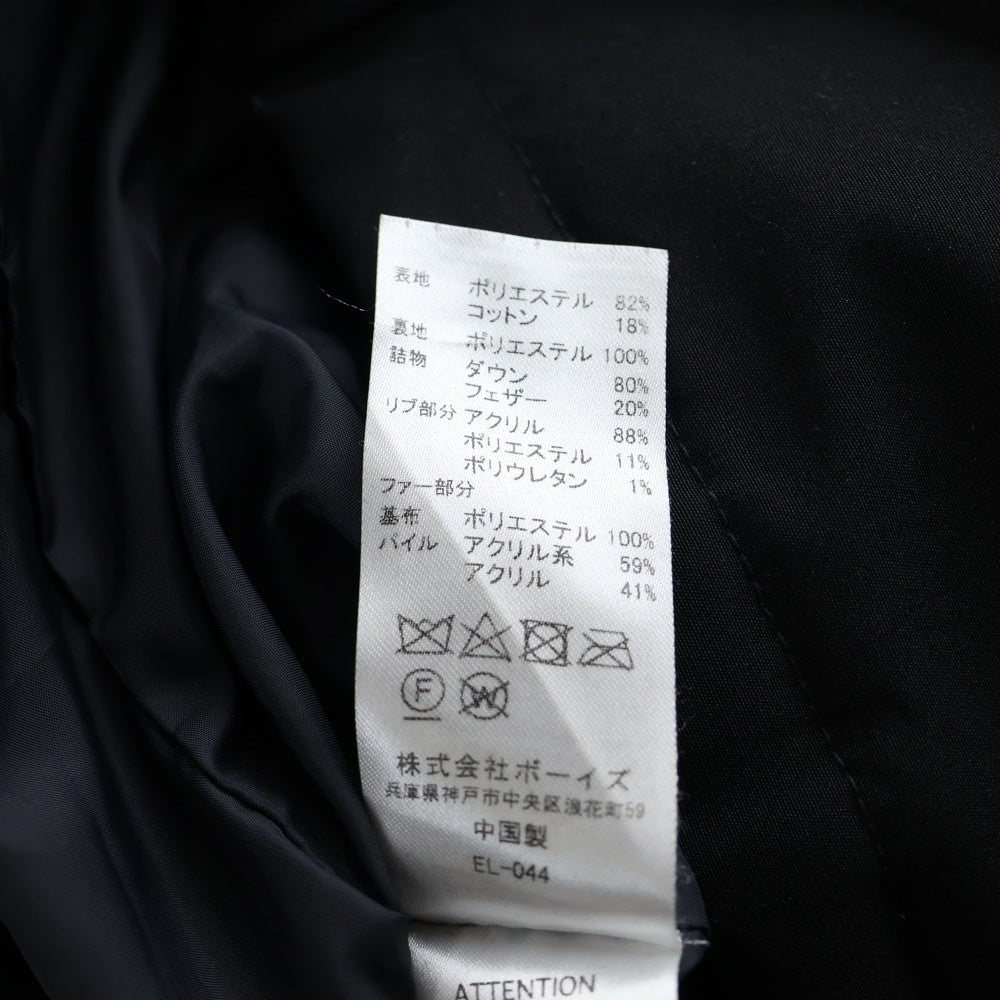 表地 ポリエステル 82%
コットン 18%
裏地 ポリエステル 100%
詰物 ダウン 80%
フェザー 20%
リブ部分 アクリル 88%
ポリエステル 11%
ポリウレタン 1%
ファー部分
基布 ポリエステル 100%
パイル アクリル系 59%
アクリル 41%
F W
株式会社ボーイズ
兵庫県神戸市中央区浪花町59
中国製
EL-044
ATTENTION